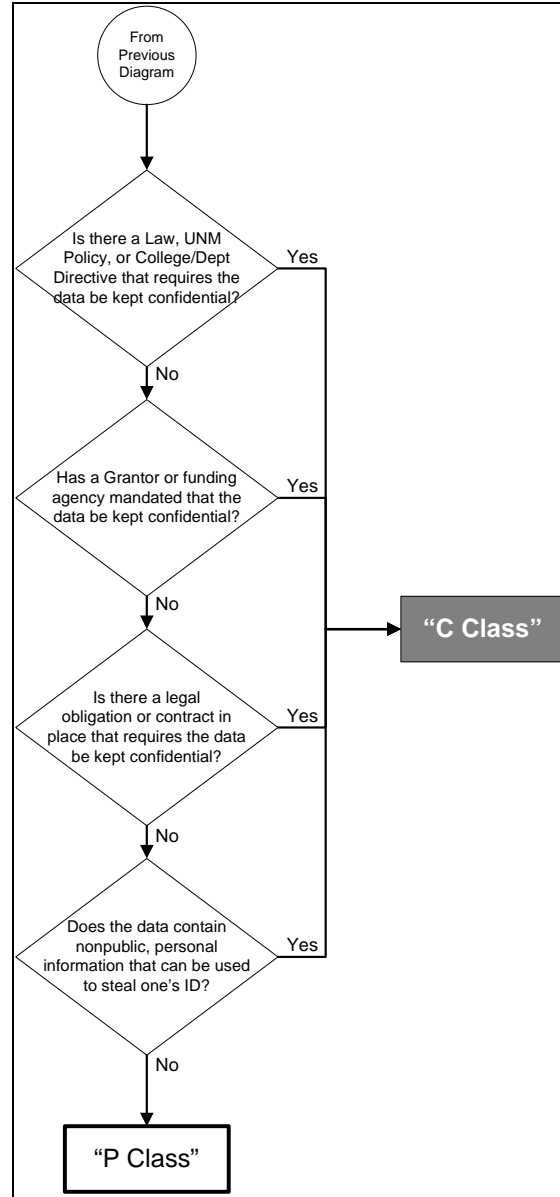 From
Previous
Diagram
Is there a Law, UNM
Policy, or College/Dept
Directive that requires the
data be kept confidential?
Yes
No
Has a Grantor or funding
agency mandated that the
data be kept confidential?
Yes
No
“C Class”
Is there a legal
obligation or contract in
place that requires the data
be kept confidential?
Yes
No
Does the data contain
nonpublic, personal
information that can be used
to steal one’s ID?
Yes
No
“P Class”